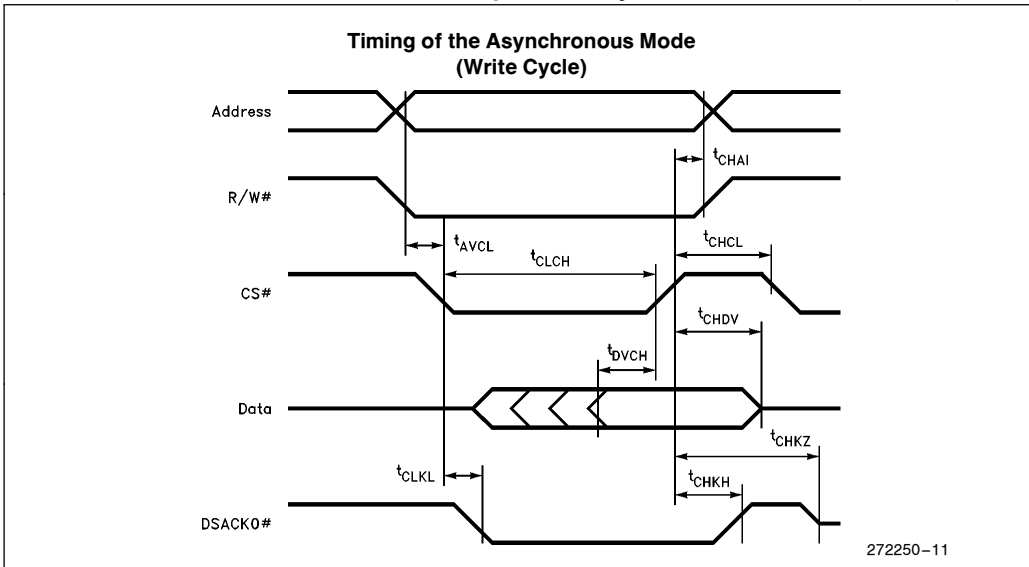 Timing of the Asynchronous Mode
(Write Cycle)
Address
tCHAI
R/W#
tAVCL
tCHCL
tCLCH
CS#
tCHDV
tDVCH
Data
tCHKZ
tCLKL
tCHKH
DSACK0#
272250–11